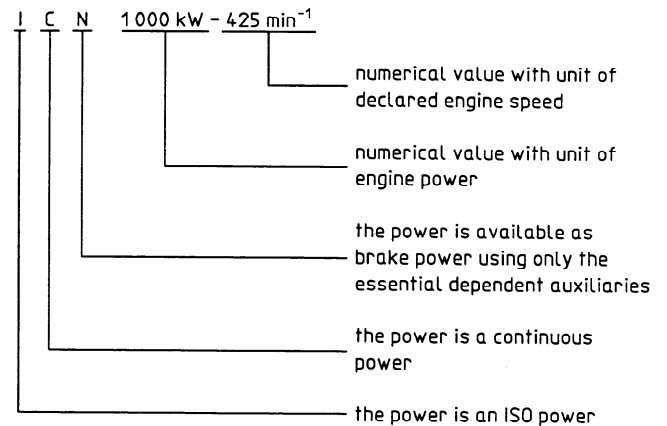 I C N 1000 kW - 425 min⁻¹
numerical value with unit of
declared engine speed
numerical value with unit of
engine power
the power is available as
brake power using only the
essential dependent auxiliaries
the power is a continuous
power
the power is an ISO power